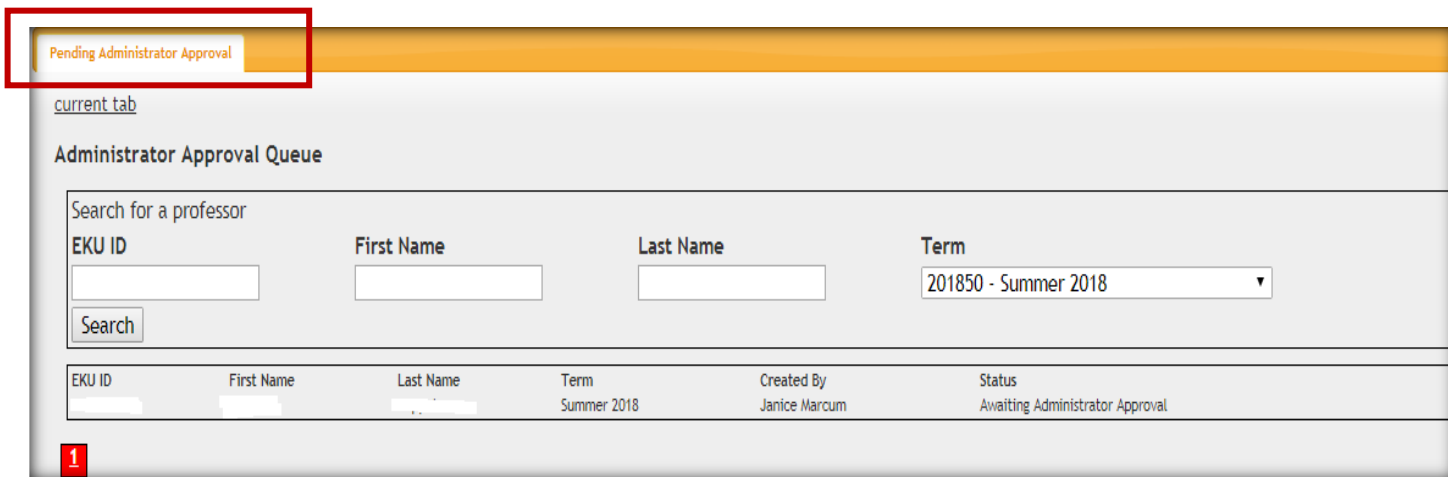 Pending Administrator Approval
current tab
Administrator Approval Queue
Search for a professor
EKU ID First Name Last Name Term
201850 - Summer 2018
Search
EKU ID First Name Last Name Term Created By Status
Summer 2018 Janice Marcum Awaiting Administrator Approval
1